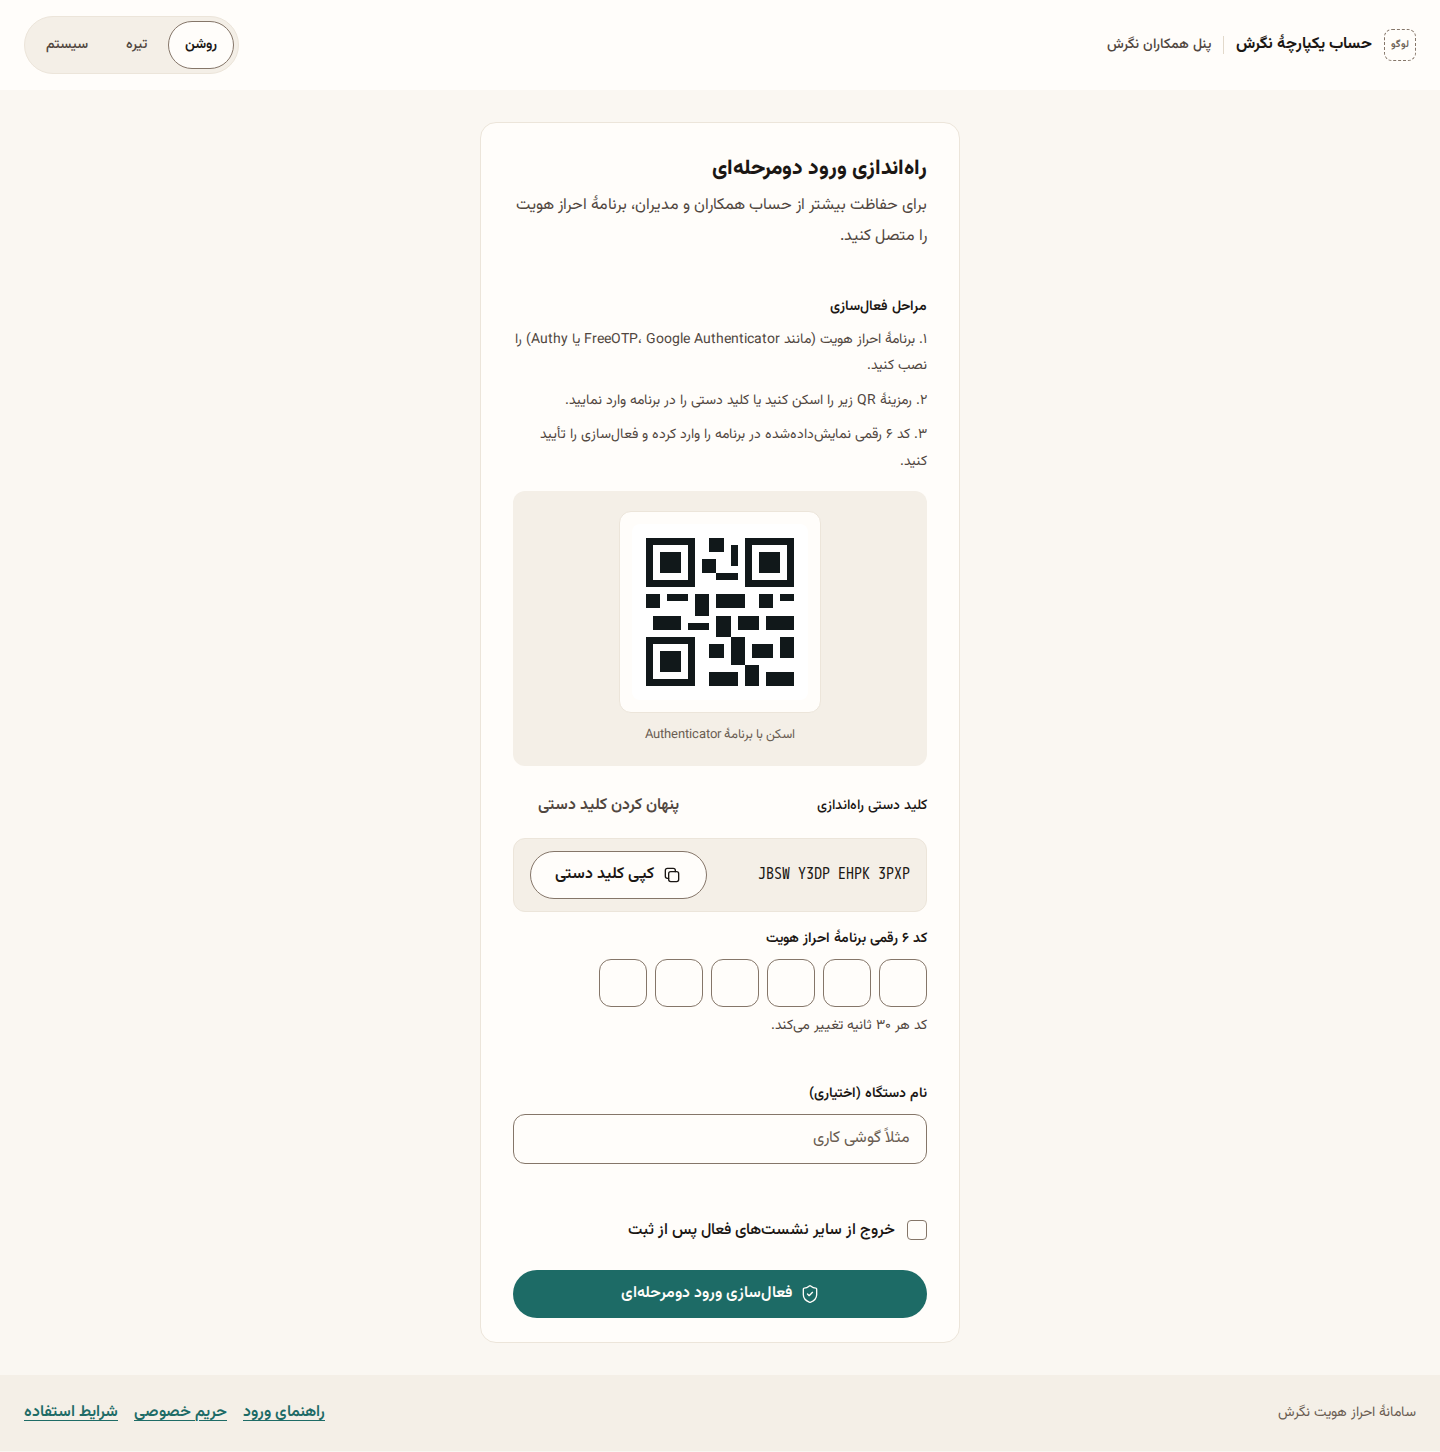 لوگو
حساب یکپارچهٔ نگرش
پنل همکاران نگرش
روشن
تیره
سیستم
راه‌اندازی ورود دومرحله‌ای
برای حفاظت بیشتر از حساب همکاران و مدیران، برنامهٔ احراز هویت
را متصل کنید.
مراحل فعال‌سازی
۱. برنامهٔ احراز هویت (مانند FreeOTP، Google Authenticator یا Authy) را
نصب کنید.
۲. رمزینهٔ QR زیر را اسکن کنید یا کلید دستی را در برنامه وارد نمایید.
۳. کد ۶ رقمی نمایش‌داده‌شده در برنامه را وارد کرده و فعال‌سازی را تأیید
کنید.
اسکن با برنامهٔ Authenticator
کلید دستی راه‌اندازی
پنهان کردن کلید دستی
JBSW Y3DP EHPK 3PXP
کپی کلید دستی
کد ۶ رقمی برنامهٔ احراز هویت
کد هر ۳۰ ثانیه تغییر می‌کند.
نام دستگاه (اختیاری)
مثلاً گوشی کاری
خروج از سایر نشست‌های فعال پس از ثبت
فعال‌سازی ورود دومرحله‌ای
سامانهٔ احراز هویت نگرش
راهنمای ورود
حریم خصوصی
شرایط استفاده